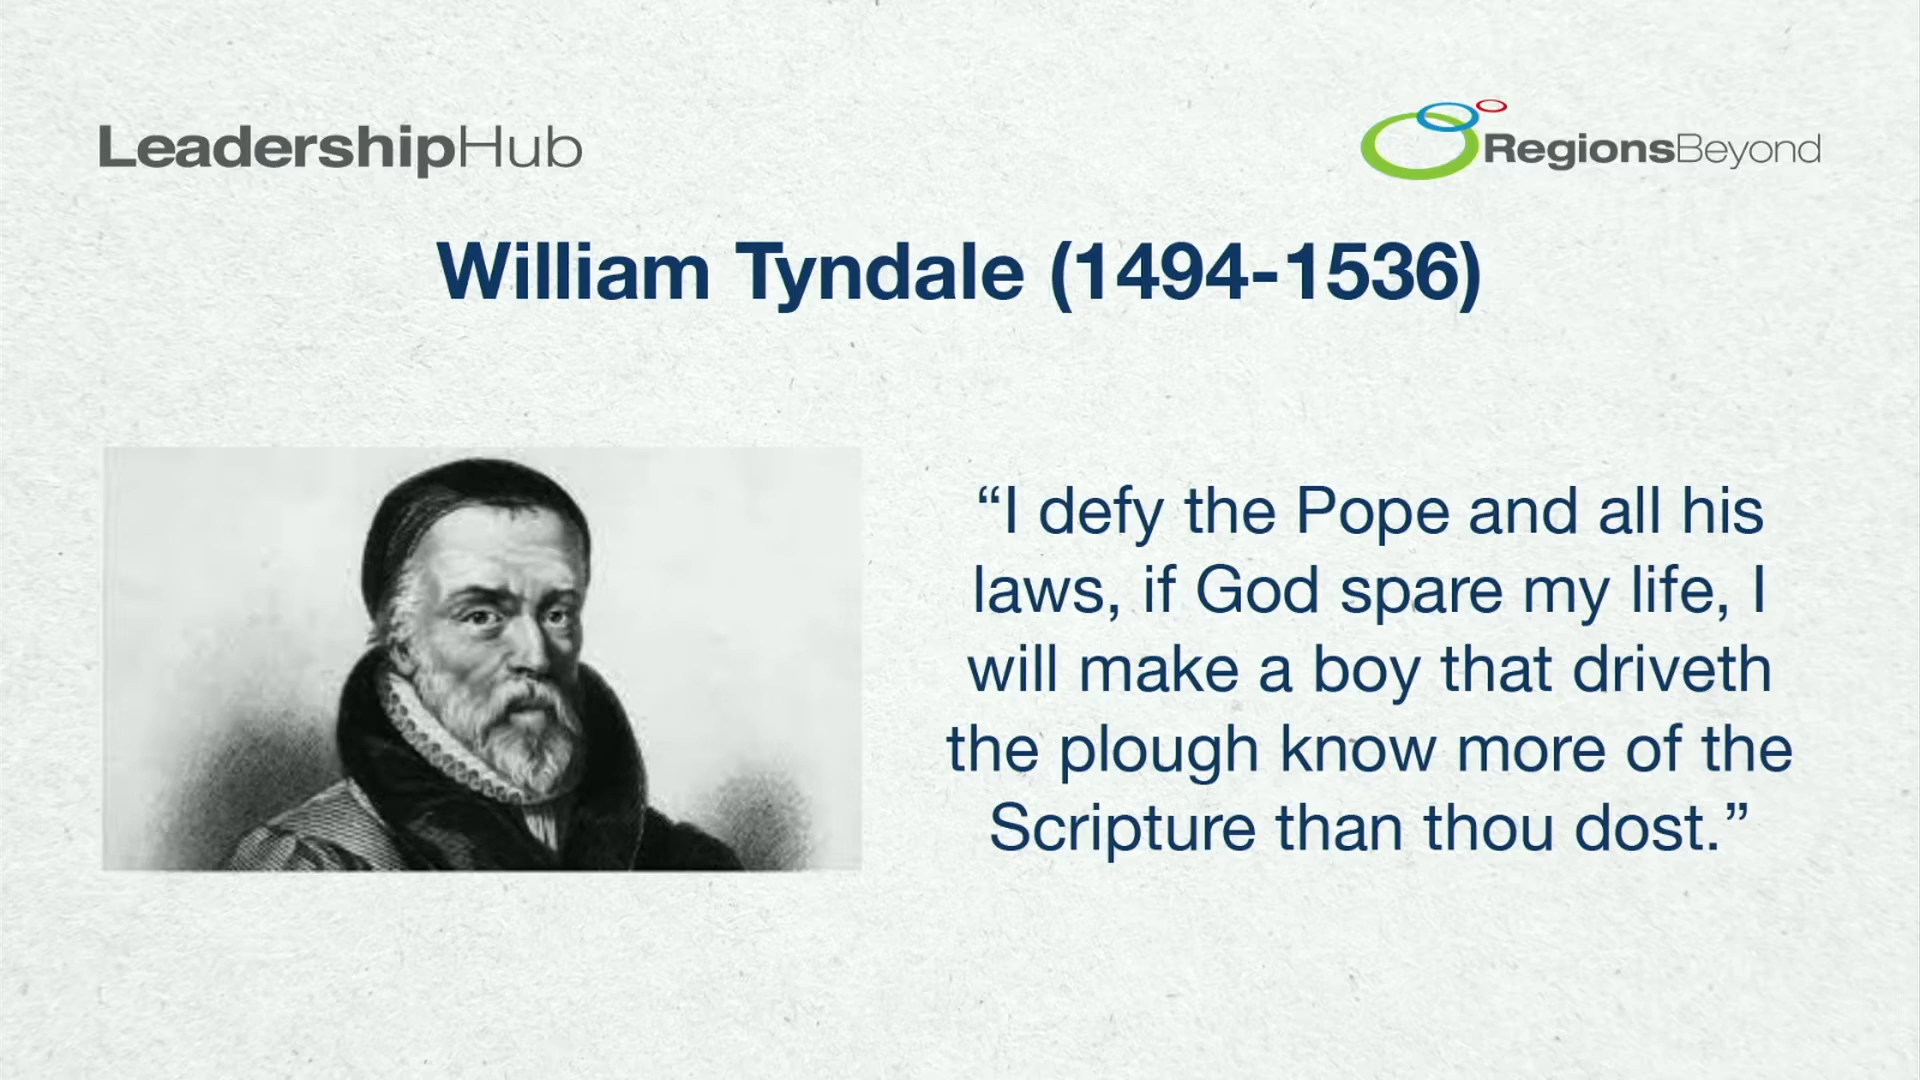 LeadershipHub
RegionsBeyond
William Tyndale (1494-1536)
“I defy the Pope and all his
laws, if God spare my life, I
will make a boy that driveth
the plough know more of the
Scripture than thou dost.”